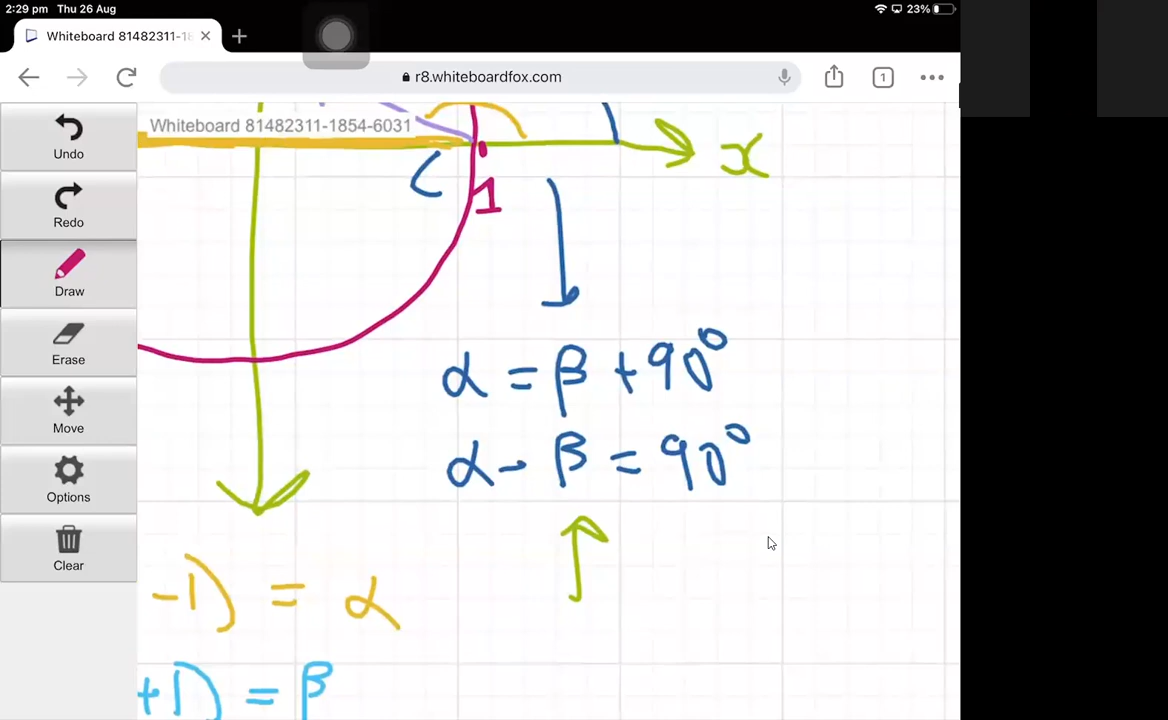 2:29 pm Thu 26 Aug
23%
Whiteboard 81482311-18
r8.whiteboardfox.com
1
Undo
Redo
Draw
Erase
Move
Options
Clear
Whiteboard 81482311-1854-6031
x
C
1
α = β + 90°
α - β = 90°
-1) = α
+1) = β